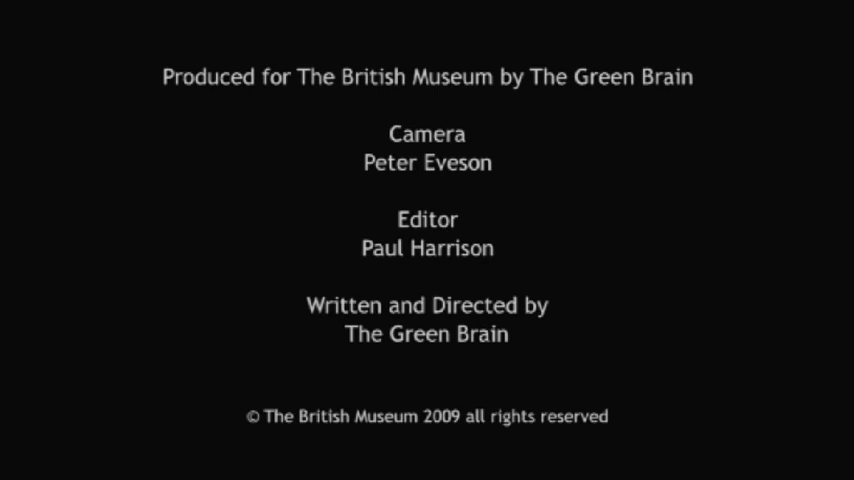 Produced for The British Museum by The Green Brain
Camera
Peter Eveson
Editor
Paul Harrison
Written and Directed by
The Green Brain
© The British Museum 2009 all rights reserved